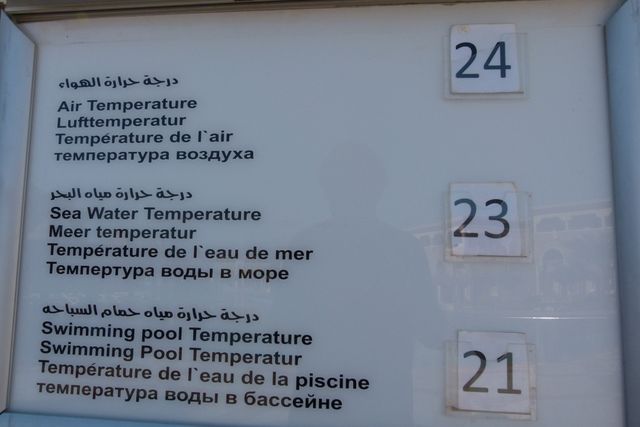 درجة حرارة الهواء
Air Temperature
Lufttemperatur
Température de l`air
температура воздуха
24
درجة حرارة مياه البحر
Sea Water Temperature
Meer temperatur
Température de l`eau de mer
Темпертура воды в море
23
درجة حرارة مياه حمام السباحه
Swimming pool Temperature
Swimming Pool Temperatur
Température de l`eau de la piscine
температура воды в бассейне
21